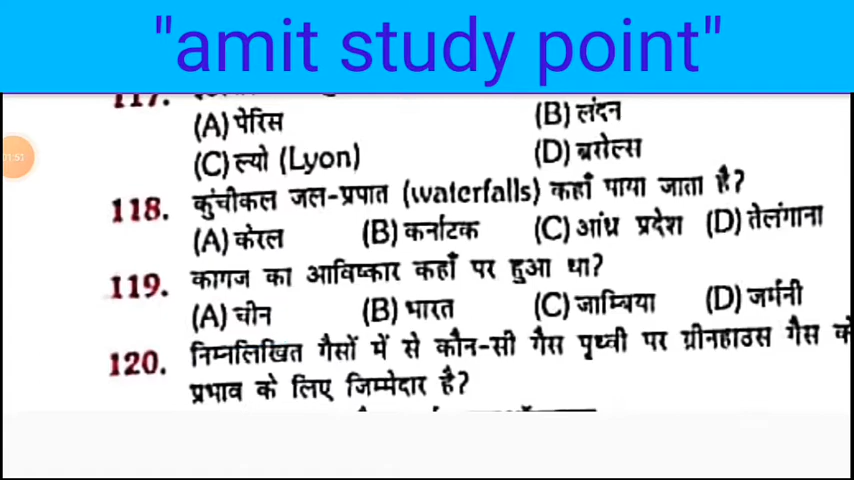 "amit study point"
117.
(A) पेरिस (B) लंदन
(C) ल्यो (Lyon) (D) ब्रसेल्स
118. कुंचीकल जल-प्रपात (waterfalls) कहाँ पाया जाता है?
(A) केरल (B) कर्नाटक (C) आंध्र प्रदेश (D) तेलंगाना
119. कागज का आविष्कार कहाँ पर हुआ था?
(A) चीन (B) भारत (C) जाम्बिया (D) जर्मनी
120. निम्नलिखित गैसों में से कौन-सी गैस पृथ्वी पर ग्रीनहाउस गैस के
प्रभाव के लिए जिम्मेदार है?